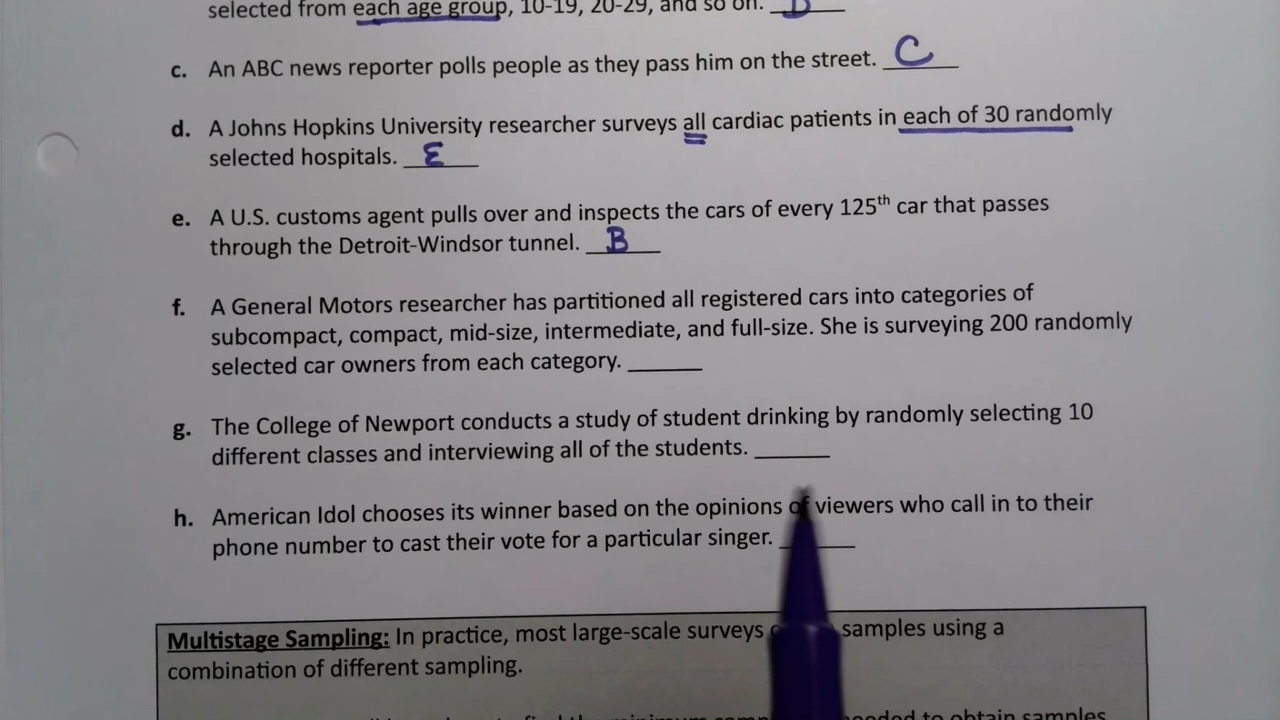 selected from each age group, 10-19, 20-29, and so on. D
c. An ABC news reporter polls people as they pass him on the street. C
d. A Johns Hopkins University researcher surveys all cardiac patients in each of 30 randomly
selected hospitals. E
e. A U.S. customs agent pulls over and inspects the cars of every 125th car that passes
through the Detroit-Windsor tunnel. B
f. A General Motors researcher has partitioned all registered cars into categories of
subcompact, compact, mid-size, intermediate, and full-size. She is surveying 200 randomly
selected car owners from each category.
g. The College of Newport conducts a study of student drinking by randomly selecting 10
different classes and interviewing all of the students.
h. American Idol chooses its winner based on the opinions of viewers who call in to their
phone number to cast their vote for a particular singer.
Multistage Sampling: In practice, most large-scale surveys samples using a
combination of different sampling.
to obtain samples